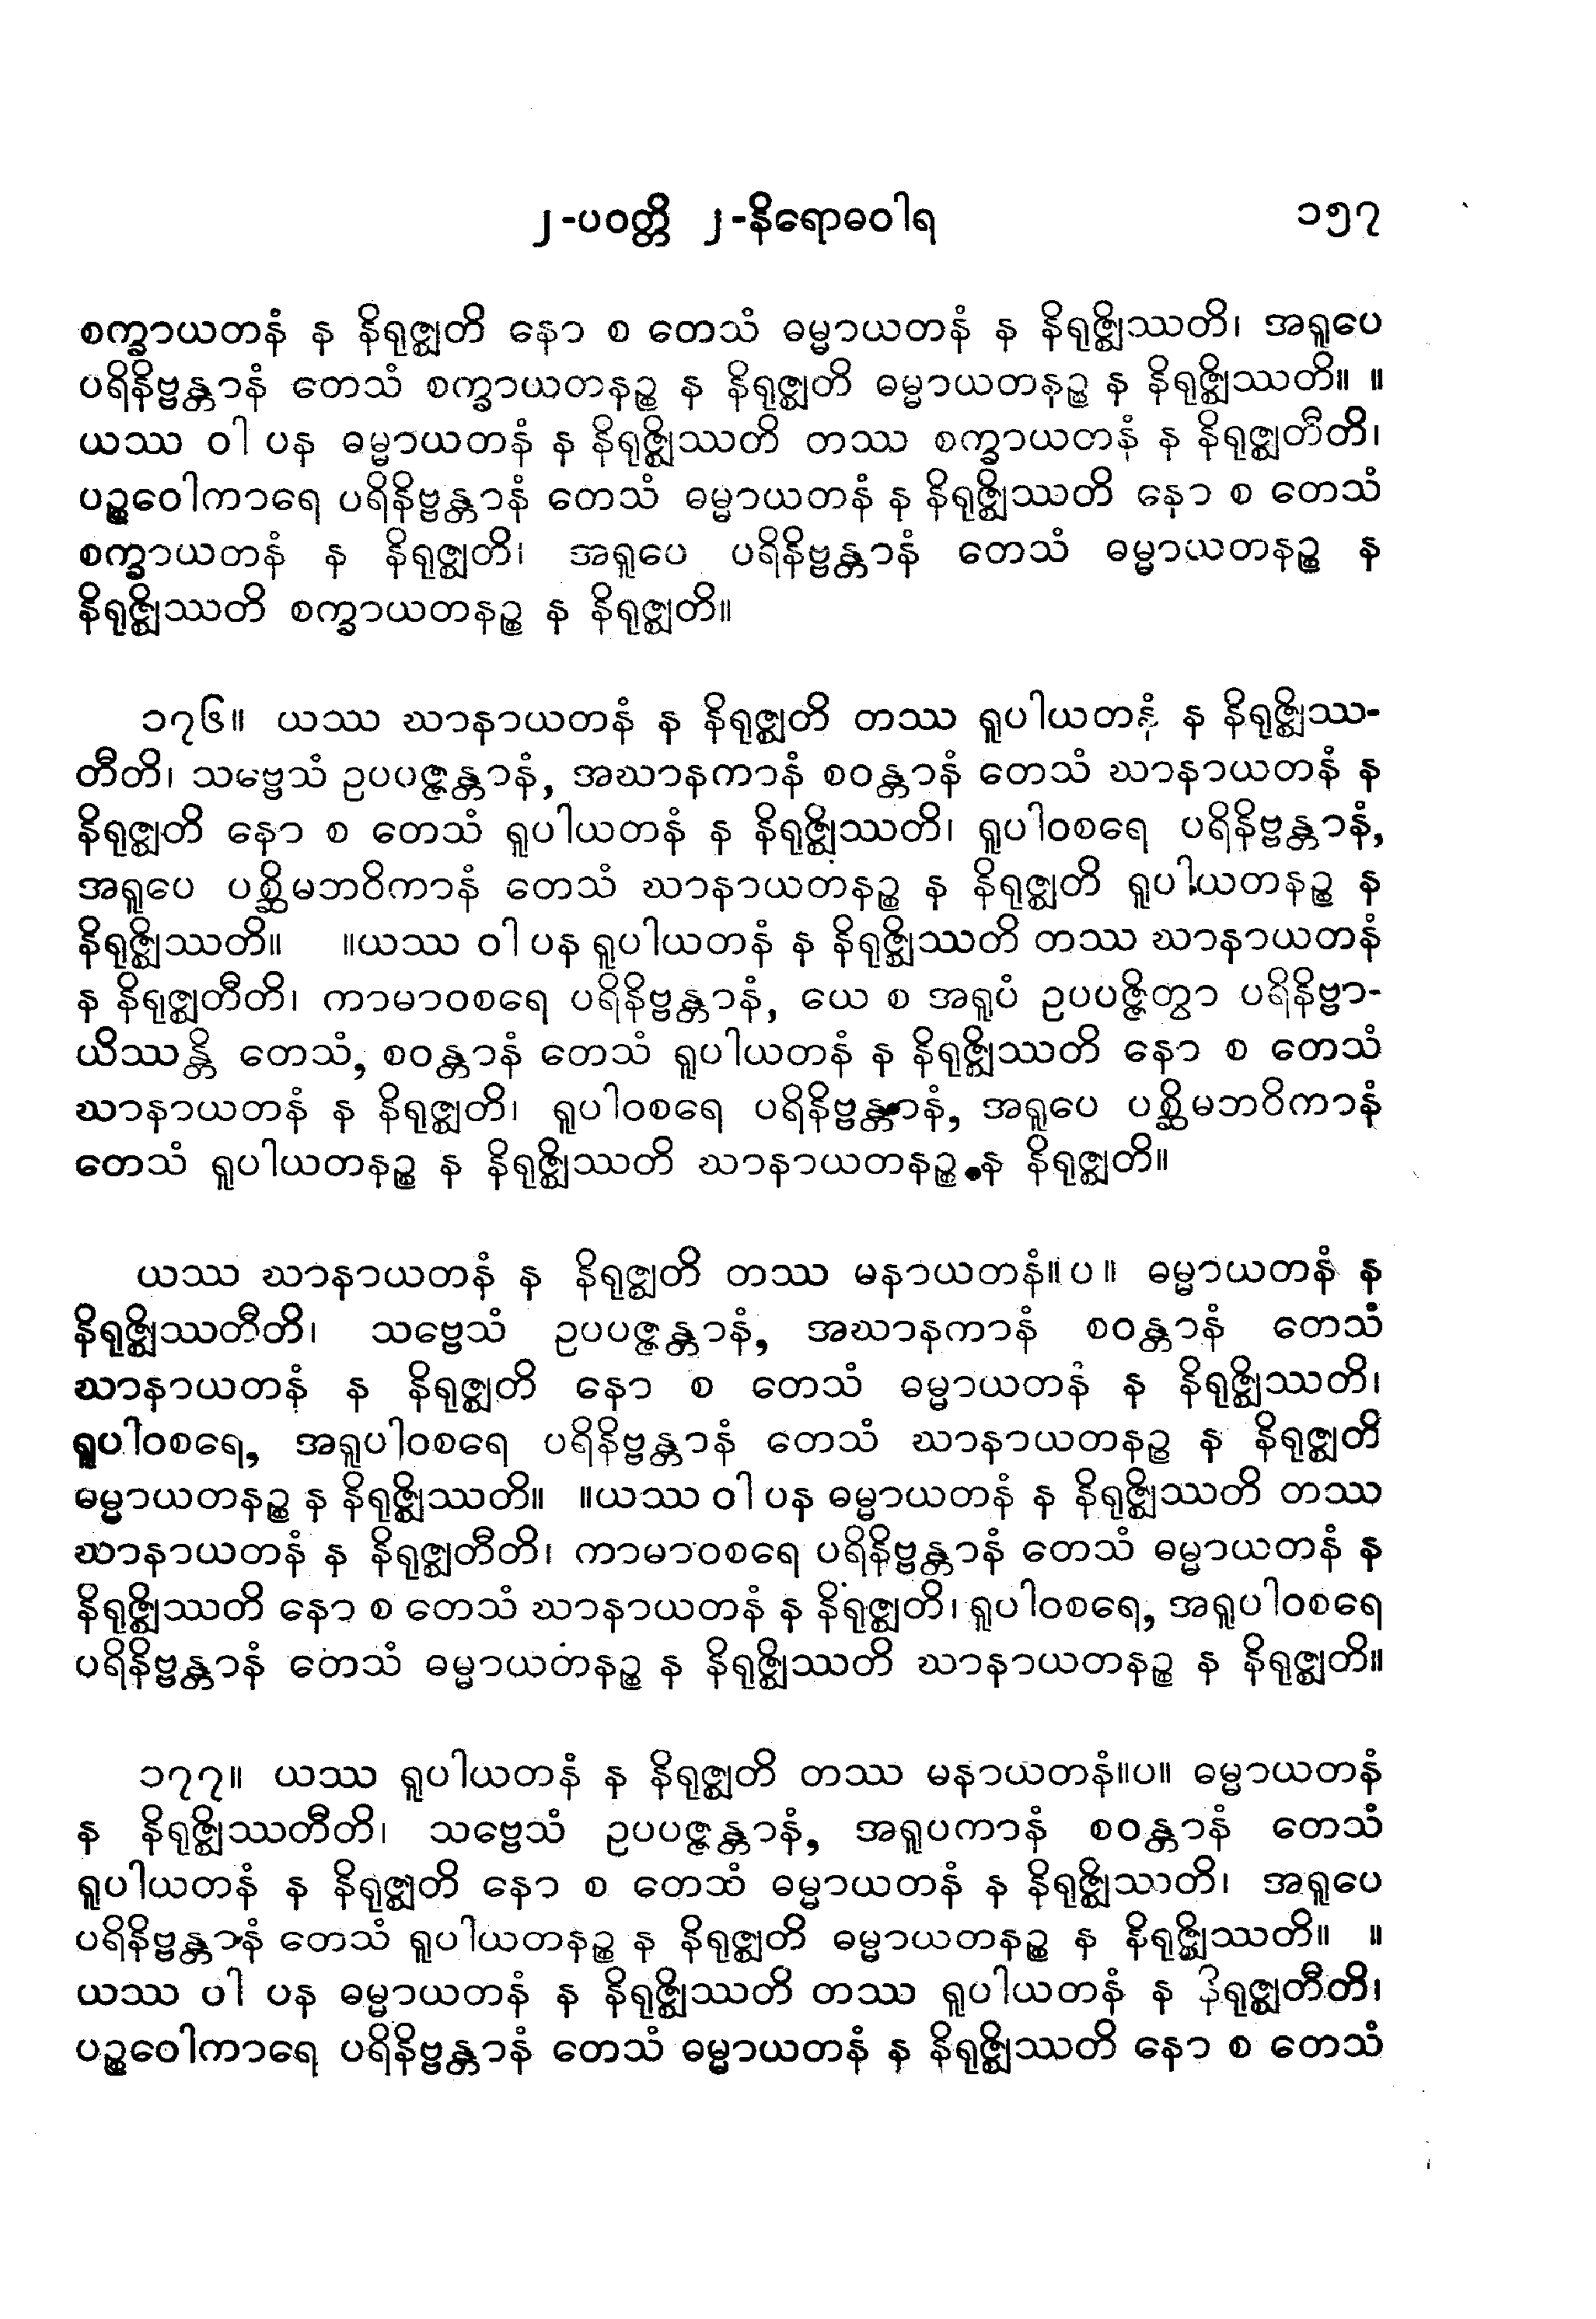 ၂-ပဝတ္တိ ၂-နိရောဓဝါရ ၁၅၇
စက္ခာယတနံ န နိရုဇ္ဈတိ နော စ တေသံ ဓမ္မာယတနံ န နိရုဇ္ဈိဿတိ၊ အရူပေ
ပရိနိဗ္ဗန္တာနံ တေသံ စက္ခာယတနဉ္စ န နိရုဇ္ဈတိ ဓမ္မာယတနဉ္စ န နိရုဇ္ဈိဿတိ။ ။
ယဿ ဝါ ပန ဓမ္မာယတနံ န နိရုဇ္ဈိဿတိ တဿ စက္ခာယတနံ န နိရုဇ္ဈတီတိ၊
ပဉ္စဝေါကာရေ ပရိနိဗ္ဗန္တာနံ တေသံ ဓမ္မာယတနံ န နိရုဇ္ဈိဿတိ နော စ တေသံ
စက္ခာယတနံ န နိရုဇ္ဈတိ၊ အရူပေ ပရိနိဗ္ဗန္တာနံ တေသံ ဓမ္မာယတနဉ္စ န
နိရုဇ္ဈိဿတိ စက္ခာယတနဉ္စ န နိရုဇ္ဈတိ။
၁၇၆။ ယဿ ဃာနာယတနံ န နိရုဇ္ဈတိ တဿ ရူပါယတနံ န နိရုဇ္ဈိဿ-
တီတိ၊ သဗ္ဗေသံ ဥပပဇ္ဇန္တာနံ, အဃာနကာနံ စဝန္တာနံ တေသံ ဃာနာယတနံ န
နိရုဇ္ဈတိ နော စ တေသံ ရူပါယတနံ န နိရုဇ္ဈိဿတိ၊ ရူပါဝစရေ ပရိနိဗ္ဗန္တာနံ,
အရူပေ ပစ္ဆိမဘဝိကာနံ တေသံ ဃာနာယတနဉ္စ န နိရုဇ္ဈတိ ရူပါယတနဉ္စ န
နိရုဇ္ဈိဿတိ။ ။ယဿ ဝါ ပန ရူပါယတနံ န နိရုဇ္ဈိဿတိ တဿ ဃာနာယတနံ
န နိရုဇ္ဈတီတိ၊ ကာမာဝစရေ ပရိနိဗ္ဗန္တာနံ, ယေ စ အရူပံ ဥပပဇ္ဇိတွာ ပရိနိဗ္ဗာ-
ယိဿန္တိ တေသံ, စဝန္တာနံ တေသံ ရူပါယတနံ န နိရုဇ္ဈိဿတိ နော စ တေသံ
ဃာနာယတနံ န နိရုဇ္ဈတိ၊ ရူပါဝစရေ ပရိနိဗ္ဗန္တာနံ, အရူပေ ပစ္ဆိမဘဝိကာနံ
တေသံ ရူပါယတနဉ္စ န နိရုဇ္ဈိဿတိ ဃာနာယတနဉ္စ န နိရုဇ္ဈတိ။
ယဿ ဃာနာယတနံ န နိရုဇ္ဈတိ တဿ မနာယတနံ။ပ။ ဓမ္မာယတနံ န
နိရုဇ္ဈိဿတီတိ၊ သဗ္ဗေသံ ဥပပဇ္ဇန္တာနံ, အဃာနကာနံ စဝန္တာနံ တေသံ
ဃာနာယတနံ န နိရုဇ္ဈတိ နော စ တေသံ ဓမ္မာယတနံ န နိရုဇ္ဈိဿတိ၊
ရူပါဝစရေ, အရူပါဝစရေ ပရိနိဗ္ဗန္တာနံ တေသံ ဃာနာယတနဉ္စ န နိရုဇ္ဈတိ
ဓမ္မာယတနဉ္စ န နိရုဇ္ဈိဿတိ။ ။ယဿ ဝါ ပန ဓမ္မာယတနံ န နိရုဇ္ဈိဿတိ တဿ
ဃာနာယတနံ န နိရုဇ္ဈတီတိ၊ ကာမာဝစရေ ပရိနိဗ္ဗန္တာနံ တေသံ ဓမ္မာယတနံ န
နိရုဇ္ဈိဿတိ နော စ တေသံ ဃာနာယတနံ န နိရုဇ္ဈတိ၊ ရူပါဝစရေ, အရူပါဝစရေ
ပရိနိဗ္ဗန္တာနံ တေသံ ဓမ္မာယတနဉ္စ န နိရုဇ္ဈိဿတိ ဃာနာယတနဉ္စ န နိရုဇ္ဈတိ။
၁၇၇။ ယဿ ရူပါယတနံ န နိရုဇ္ဈတိ တဿ မနာယတနံ။ပ။ ဓမ္မာယတနံ
န နိရုဇ္ဈိဿတီတိ၊ သဗ္ဗေသံ ဥပပဇ္ဇန္တာနံ, အရူပကာနံ စဝန္တာနံ တေသံ
ရူပါယတနံ န နိရုဇ္ဈတိ နော စ တေသံ ဓမ္မာယတနံ န နိရုဇ္ဈိဿတိ၊ အရူပေ
ပရိနိဗ္ဗန္တာနံ တေသံ ရူပါယတနဉ္စ န နိရုဇ္ဈတိ ဓမ္မာယတနဉ္စ န နိရုဇ္ဈိဿတိ။ ။
ယဿ ဝါ ပန ဓမ္မာယတနံ န နိရုဇ္ဈိဿတိ တဿ ရူပါယတနံ န နိရုဇ္ဈတီတိ၊
ပဉ္စဝေါကာရေ ပရိနိဗ္ဗန္တာနံ တေသံ ဓမ္မာယတနံ န နိရုဇ္ဈိဿတိ နော စ တေသံ